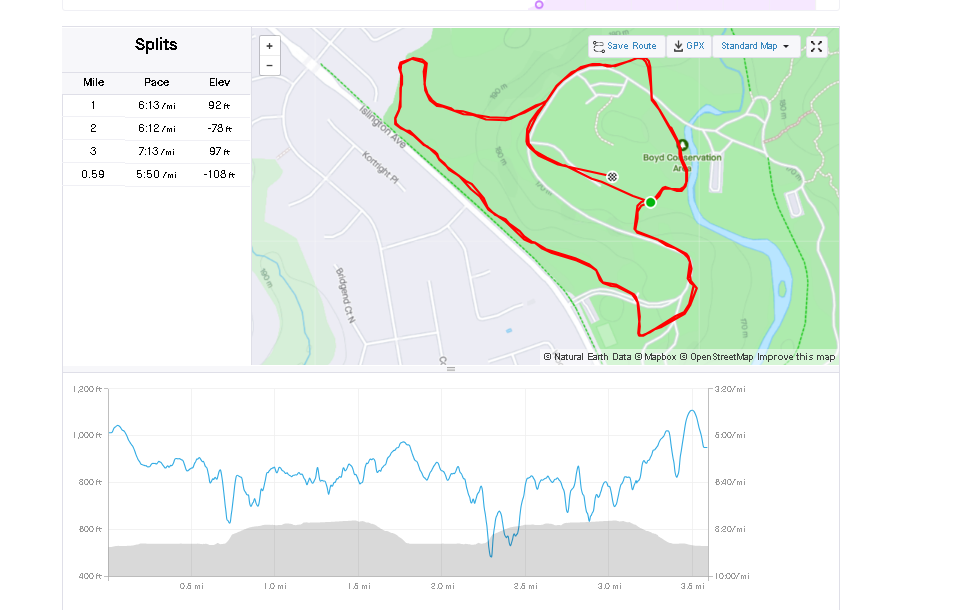 Splits
Mile Pace Elev
1 6:13 /mi 92 ft
2 6:12 /mi -78 ft
3 7:13 /mi 97 ft
0.59 5:50 /mi -108 ft
+
−
Save Route GPX Standard Map
Islington Ave
Kortright Pl
Bridgend Ct N
190 m
190 m
190 m
190 m
170 m
Boyd Conservation
Area
© Natural Earth Data © Mapbox © OpenStreetMap Improve this map
1,200 ft 3:20/mi
1,000 ft 5:00/mi
800 ft 6:40/mi
600 ft 8:20/mi
400 ft 10:00/mi
0.5 mi 1.0 mi 1.5 mi 2.0 mi 2.5 mi 3.0 mi 3.5 mi